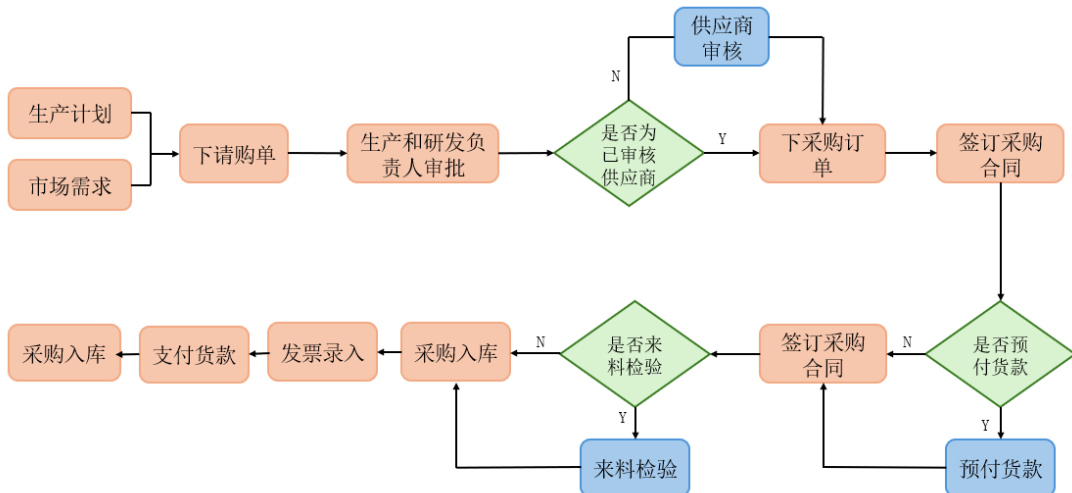 供应商
审核
N
生产计划
市场需求
下请购单
生产和研发负
责人审批
是否为
已审核
供应商
Y
下采购订
单
签订采购
合同
采购入库
支付货款
发票录入
采购入库
N
是否来
料检验
签订采购
合同
N
是否预
付货款
Y
来料检验
Y
预付货款